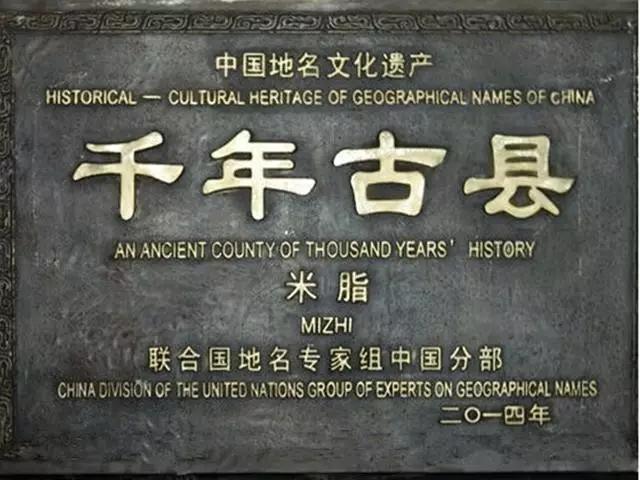 中国地名文化遗产
HISTORICAL — CULTURAL HERITAGE OF GEOGRAPHICAL NAMES OF CHINA
千年古县
AN ANCIENT COUNTY OF THOUSAND YEARS' HISTORY
米脂
MIZHI
联合国地名专家组中国分部
CHINA DIVISION OF THE UNITED NATIONS GROUP OF EXPERTS ON GEOGRAPHICAL NAMES
二〇一四年